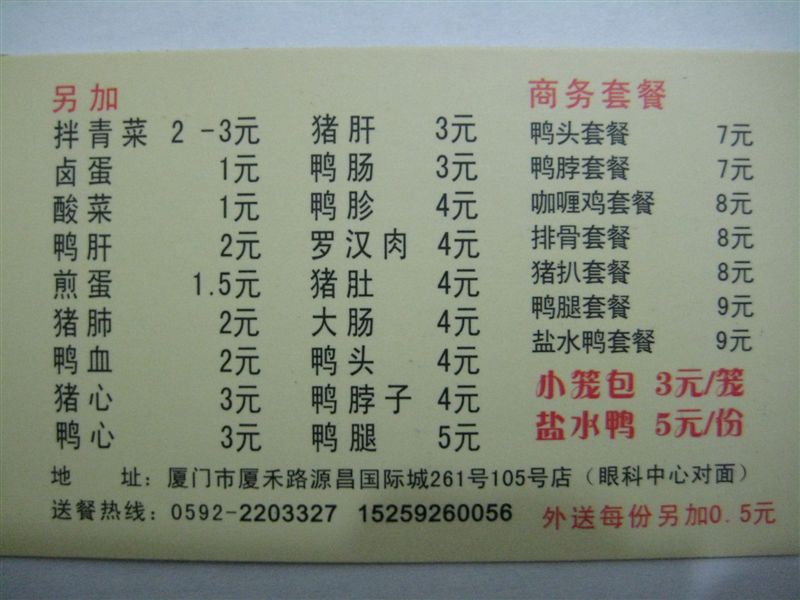 另加
拌青菜 2-3元
卤蛋 1元
酸菜 1元
鸭肝 2元
煎蛋 1.5元
猪肺 2元
鸭血 2元
猪心 3元
鸭心 3元
猪肝 3元
鸭肠 3元
鸭胗 4元
罗汉肉 4元
猪肚 4元
大肠 4元
鸭头 4元
鸭脖子 4元
鸭腿 5元
商务套餐
鸭头套餐 7元
鸭脖套餐 7元
咖喱鸡套餐 8元
排骨套餐 8元
猪扒套餐 8元
鸭腿套餐 9元
盐水鸭套餐 9元
小笼包 3元/笼
盐水鸭 5元/份
地 址：厦门市厦禾路源昌国际城261号105号店（眼科中心对面）
送餐热线：0592-2203327 15259260056
外送每份另加0.5元